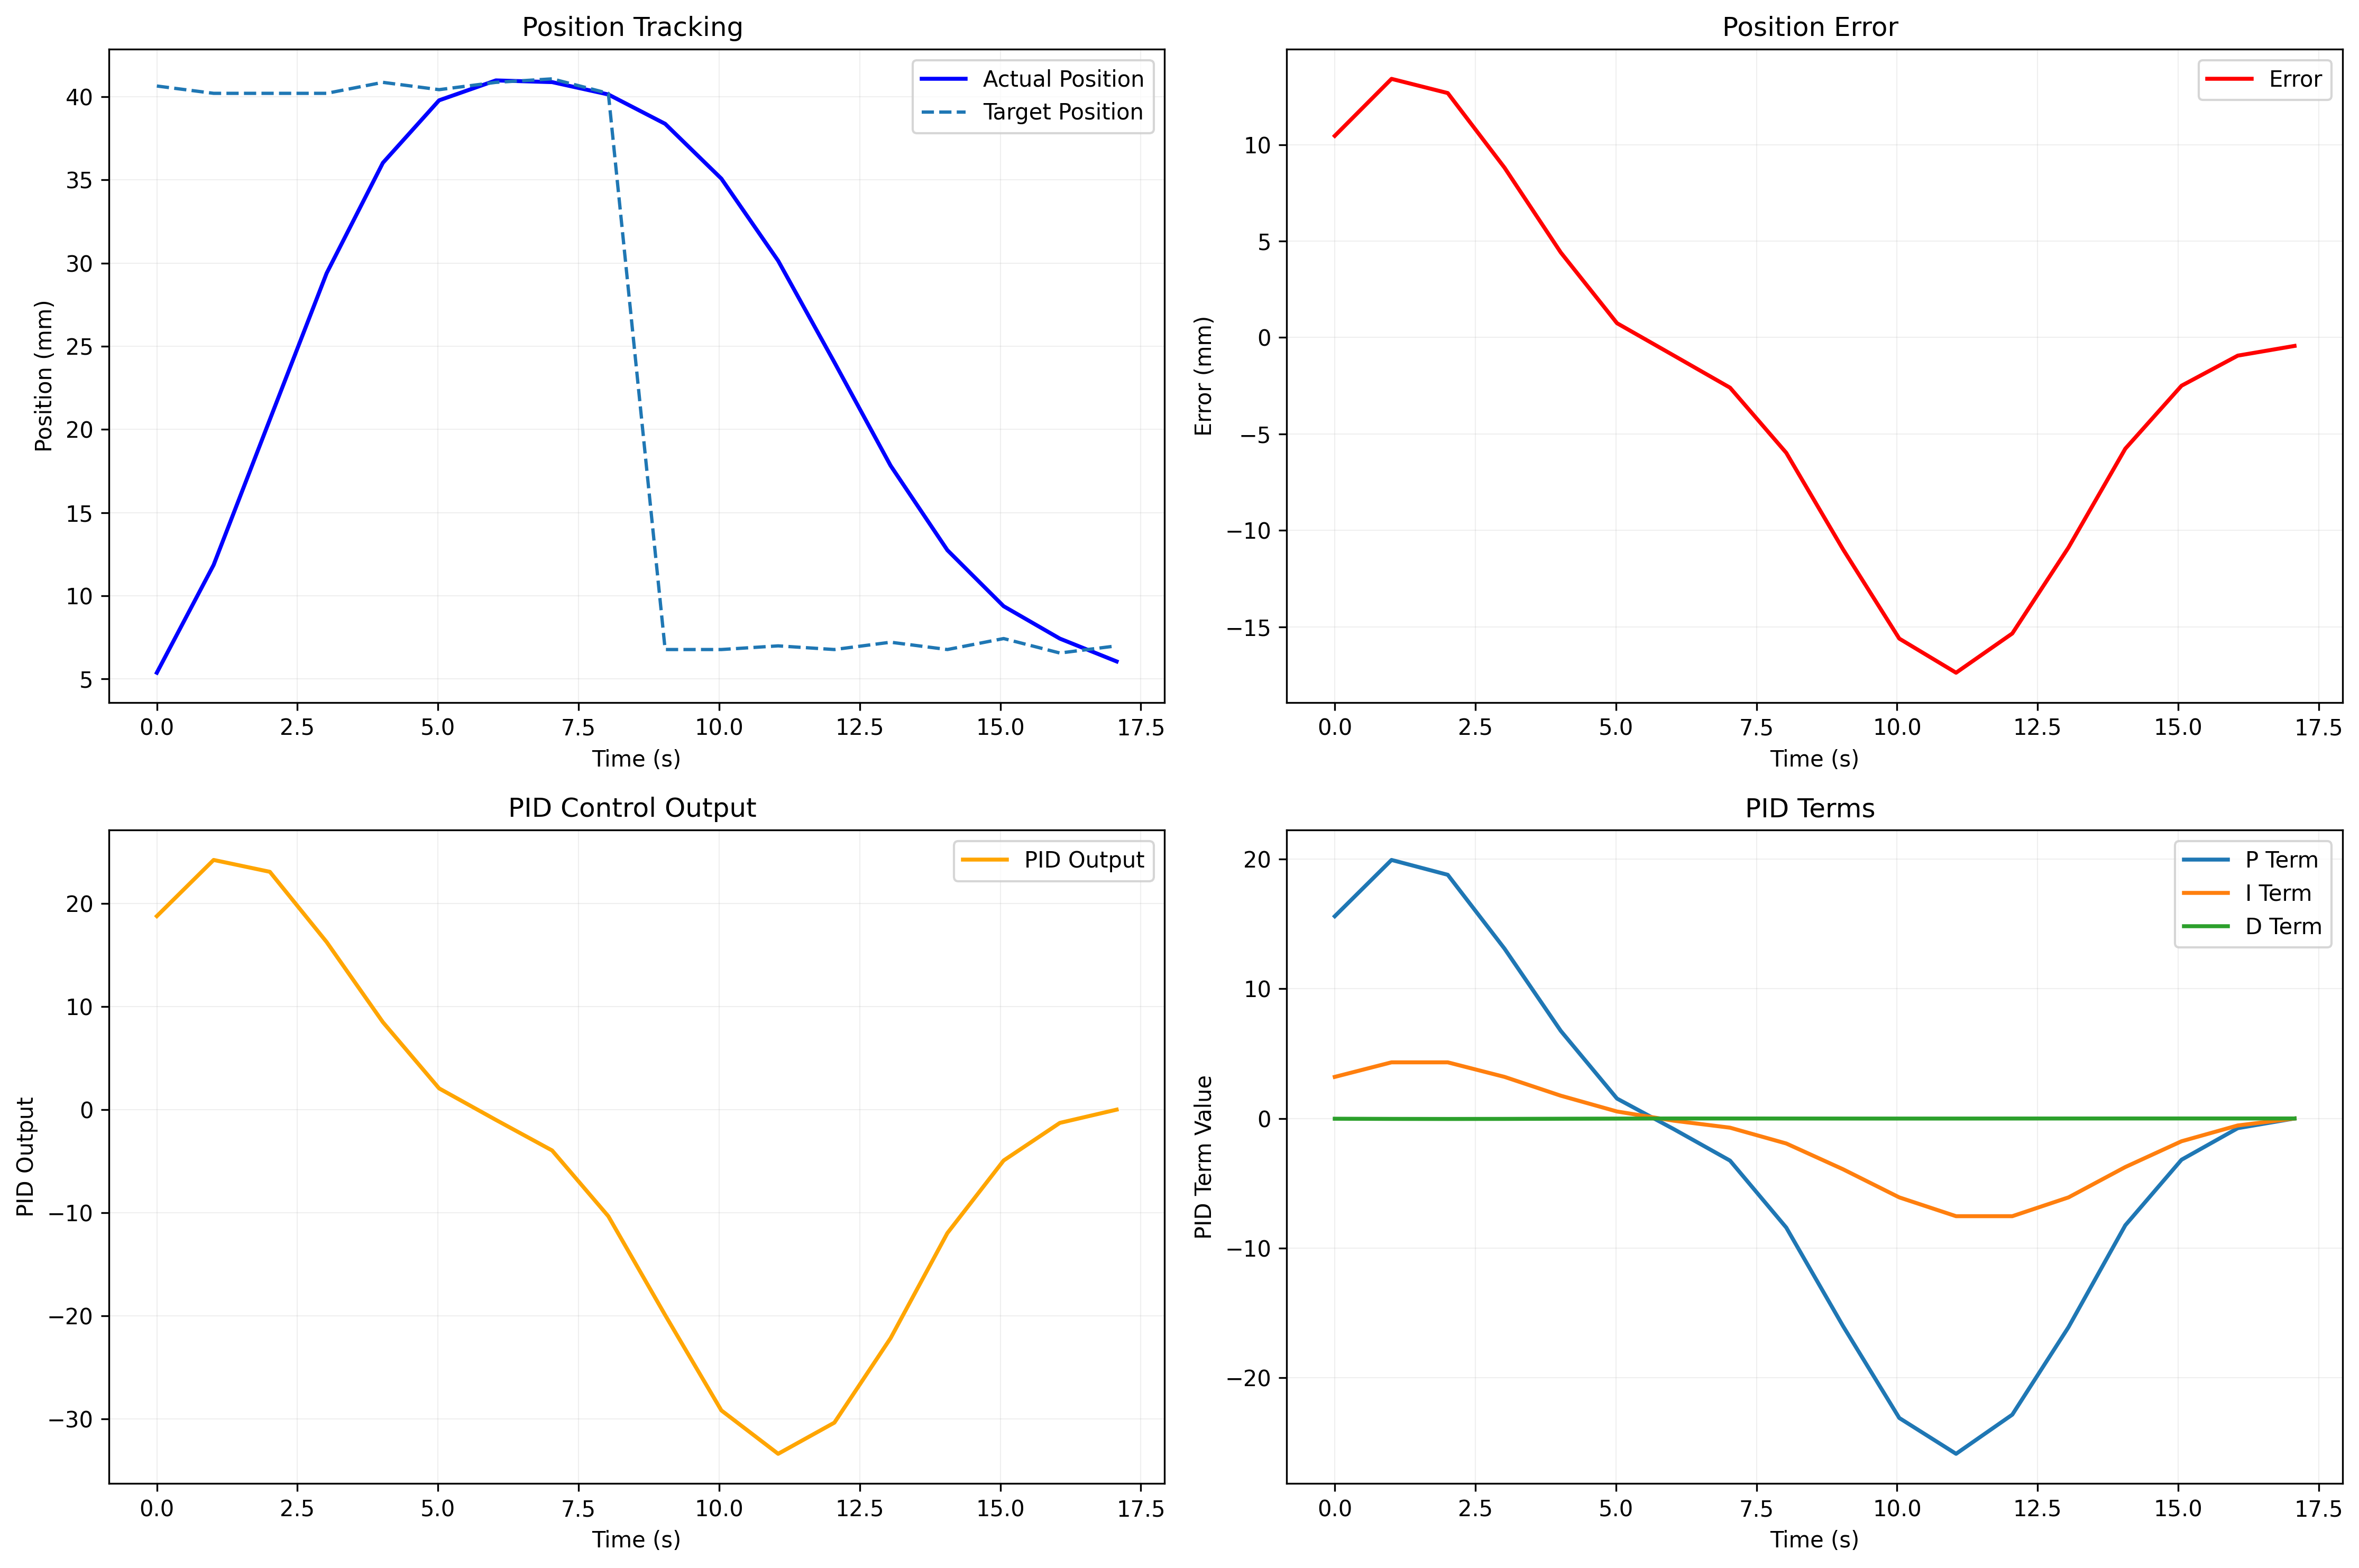 Position Tracking
Position (mm)
40
35
30
25
20
15
10
5
0.0 2.5 5.0 7.5 10.0 12.5 15.0 17.5
Time (s)
Actual Position
Target Position
Position Error
Error (mm)
10
5
0
−5
−10
−15
0.0 2.5 5.0 7.5 10.0 12.5 15.0 17.5
Time (s)
Error
PID Control Output
PID Output
20
10
0
−10
−20
−30
0.0 2.5 5.0 7.5 10.0 12.5 15.0 17.5
Time (s)
PID Output
PID Terms
PID Term Value
20
10
0
−10
−20
0.0 2.5 5.0 7.5 10.0 12.5 15.0 17.5
Time (s)
P Term
I Term
D Term